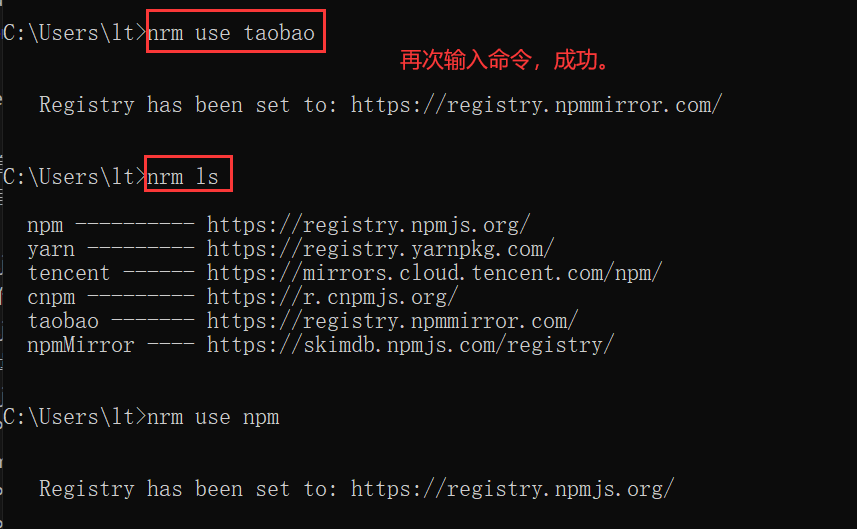 C:\Users\lt>nrm use taobao
再次输入命令，成功。
Registry has been set to: https://registry.npmmirror.com/
C:\Users\lt>nrm ls
npm ---------- https://registry.npmjs.org/
yarn --------- https://registry.yarnpkg.com/
tencent ------ https://mirrors.cloud.tencent.com/npm/
cnpm --------- https://r.cnpmjs.org/
taobao ------- https://registry.npmmirror.com/
npmMirror ---- https://skimdb.npmjs.com/registry/
C:\Users\lt>nrm use npm
Registry has been set to: https://registry.npmjs.org/